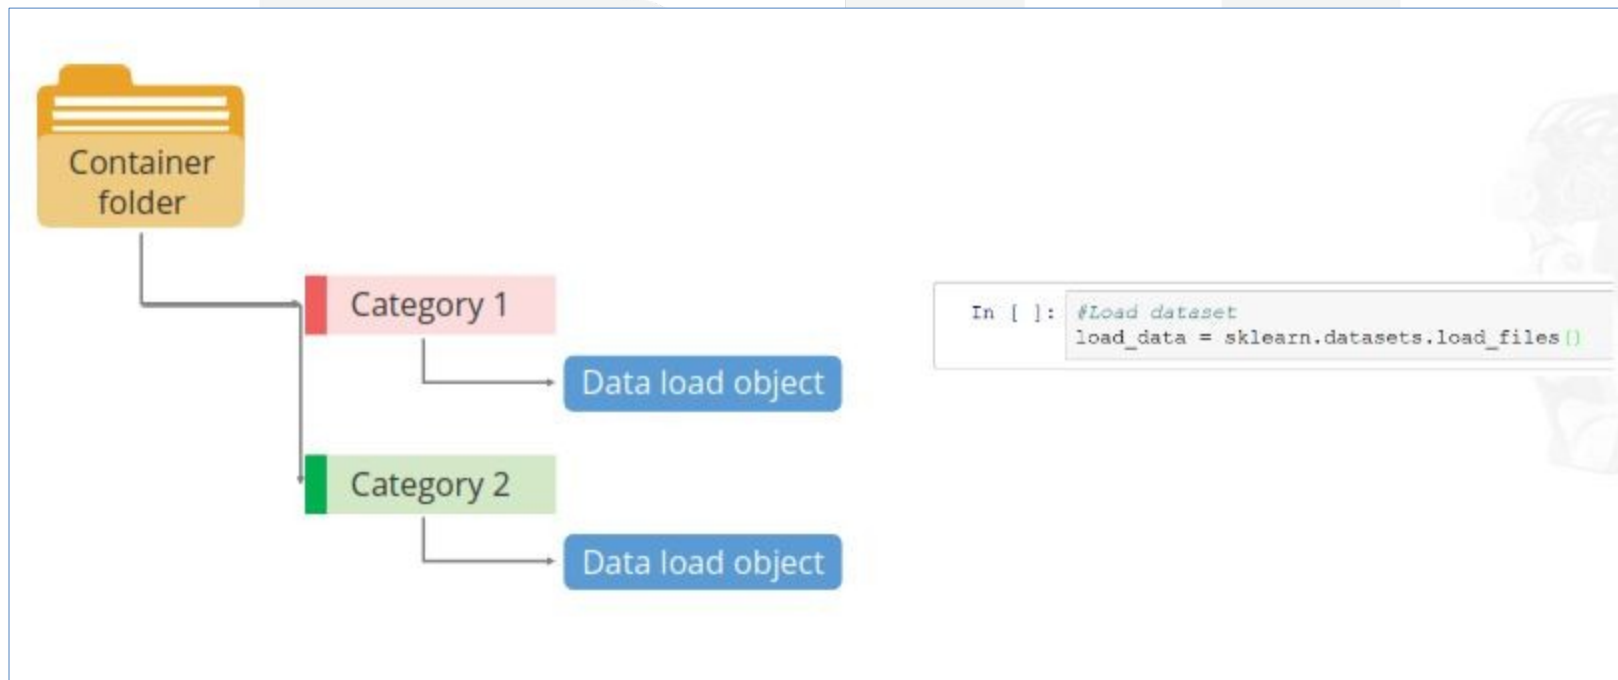 Container
folder
Category 1
Data load object
Category 2
Data load object
In [ ]: #Load dataset
load_data = sklearn.datasets.load_files()